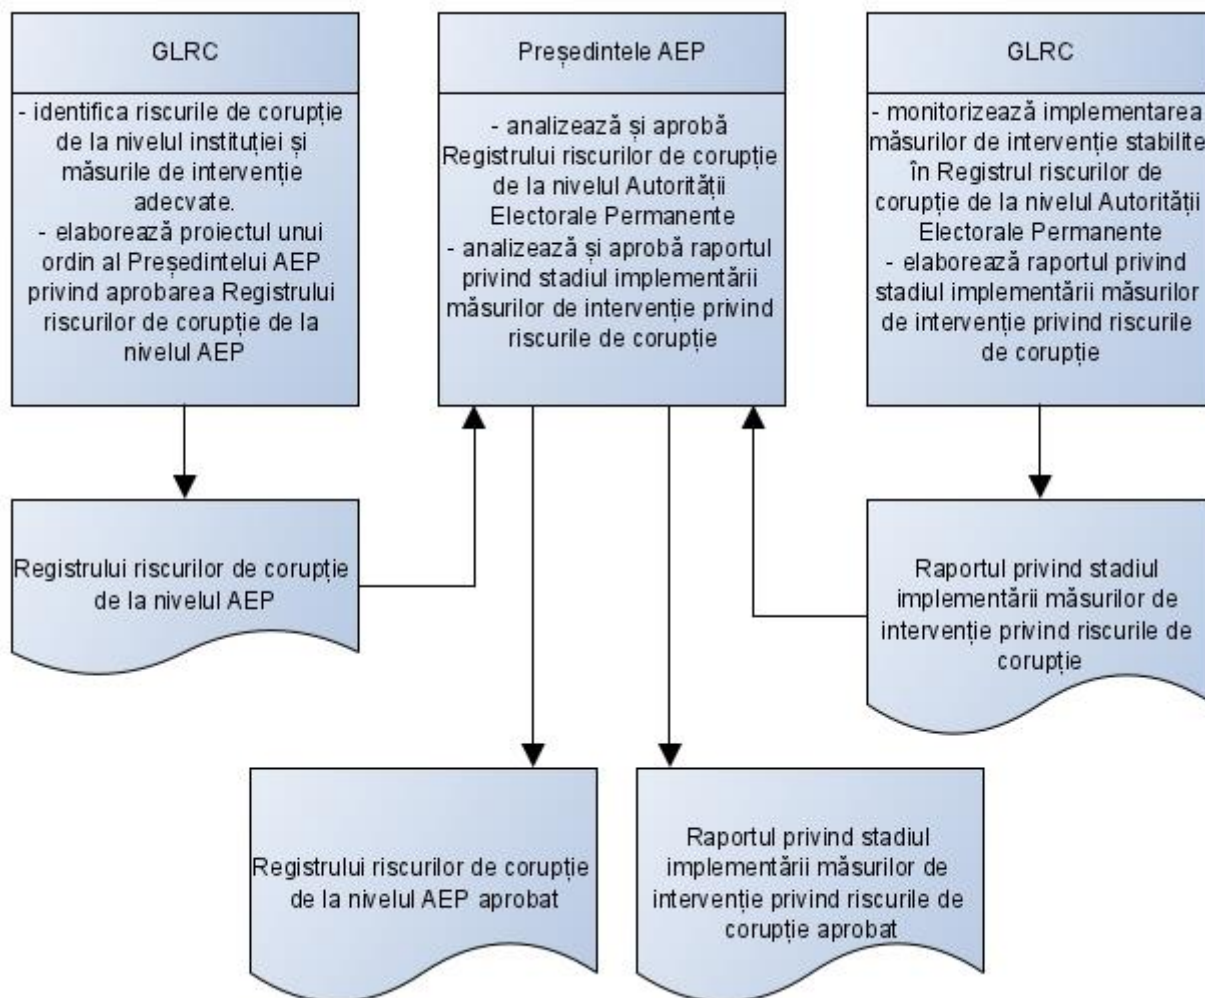 GLRC
- identifica riscurile de corupție
de la nivelul instituției și
măsurile de intervenție
adecvate.
- elaborează proiectul unui
ordin al Președintelui AEP
privind aprobarea Registrului
riscurilor de corupție de la
nivelul AEP
Președintele AEP
- analizează și aprobă
Registrului riscurilor de corupție
de la nivelul Autorității
Electorale Permanente
- analizează și aprobă raportul
privind stadiul implementării
măsurilor de intervenție privind
riscurile de corupție
GLRC
- monitorizează implementarea
măsurilor de intervenție stabilite
în Registrul riscurilor de
corupție de la nivelul Autorității
Electorale Permanente
- elaborează raportul privind
stadiul implementării măsurilor
de intervenție privind riscurile
de corupție
Registrului riscurilor de corupție
de la nivelul AEP
Raportul privind stadiul
implementării măsurilor de
intervenție privind riscurile de
corupție
Registrului riscurilor de corupție
de la nivelul AEP aprobat
Raportul privind stadiul
implementării măsurilor de
intervenție privind riscurile de
corupție aprobat